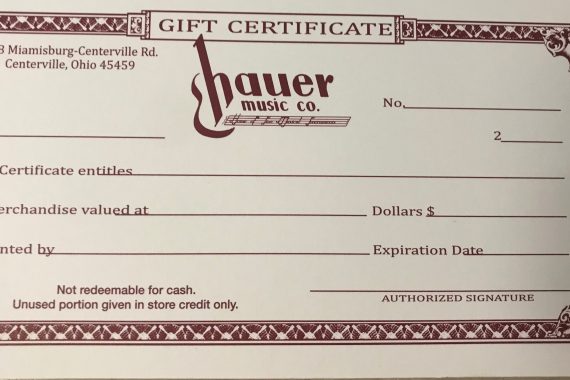 GIFT CERTIFICATE
8 Miamisburg-Centerville Rd.
Centerville, Ohio 45459
hauer
music co.
No.
2
Certificate entitles
erchandise valued at
Dollars $
nted by
Expiration Date
Not redeemable for cash.
Unused portion given in store credit only.
AUTHORIZED SIGNATURE